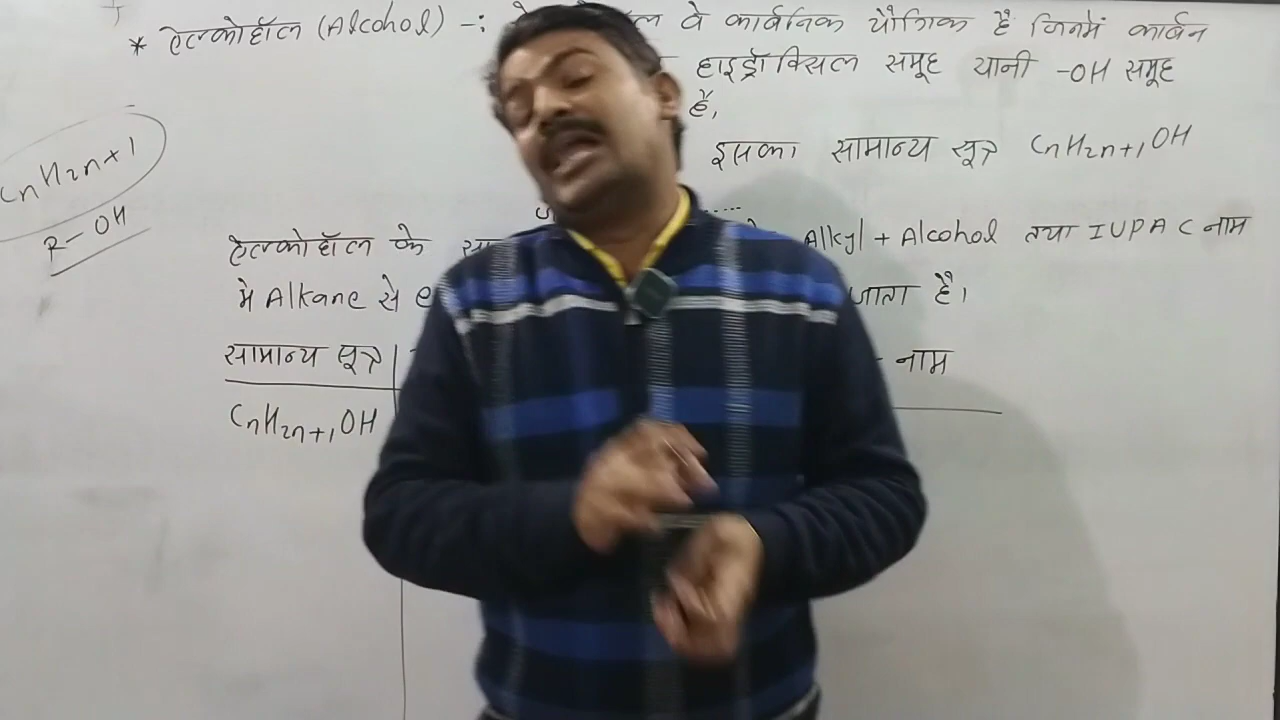 * ऐल्कोहॉल (Alcohol) -: वे कार्बनिक यौगिक है जिनमें कार्बन
हाइड्रॉक्सिल समूह यानी -OH समूह
है,
CnH2n+1
इसका सामान्य सूत्र CnH2n+1OH
R-OH
ऐल्कोहॉल के Alkyl + Alcohol तथा IUPAC नाम
मे Alkane से e जाता है।
सामान्य सूत्र नाम
CnH2n+1OH